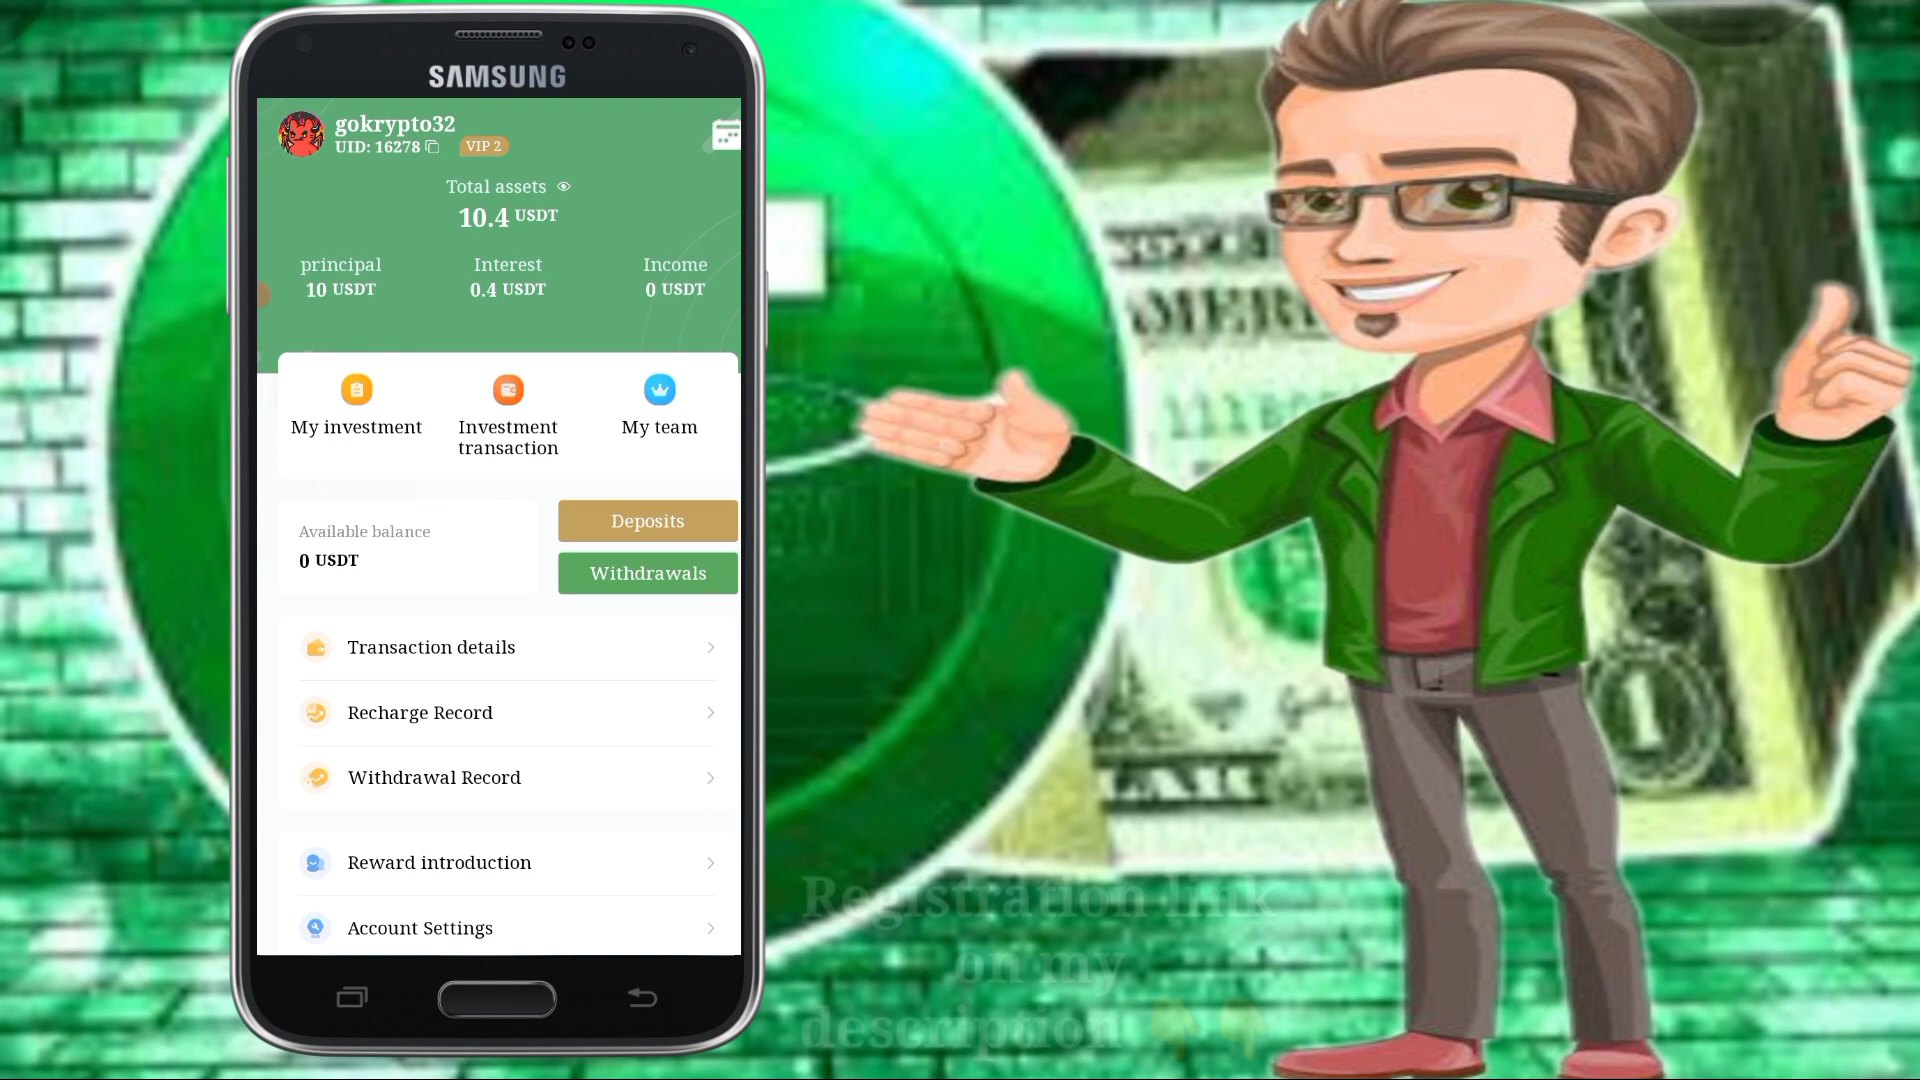 SAMSUNG
gokrypto32
UID: 16278
VIP 2
Total assets
10.4 USDT
principal
Interest
Income
10 USDT
0.4 USDT
0 USDT
My investment
Investment
transaction
My team
Available balance
0 USDT
Deposits
Withdrawals
Transaction details
Recharge Record
Withdrawal Record
Reward introduction
Account Settings
Registration link
on my
description 👇👇
1